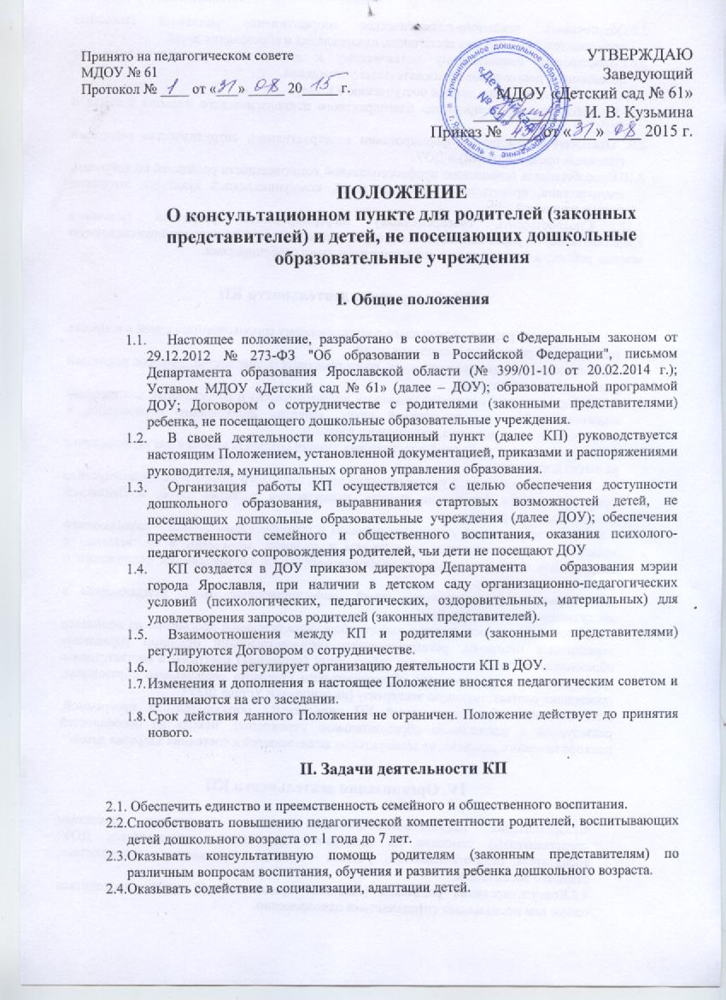 Принято на педагогическом совете
МДОУ № 61
Протокол № 1 от «31» 08 2015 г.
УТВЕРЖДАЮ
Заведующий
МДОУ «Детский сад № 61»
И. В. Кузьмина
Приказ № от «31» 08 2015 г.
«Детский сад № 61»
ПОЛОЖЕНИЕ
О консультационном пункте для родителей (законных
представителей) и детей, не посещающих дошкольные
образовательные учреждения
I. Общие положения
1.1. Настоящее положение, разработано в соответствии с Федеральным законом от
29.12.2012 № 273-ФЗ "Об образовании в Российской Федерации", письмом
Департамента образования Ярославской области (№ 399/01-10 от 20.02.2014 г.);
Уставом МДОУ «Детский сад № 61» (далее – ДОУ); образовательной программой
ДОУ; Договором о сотрудничестве с родителями (законными представителями)
ребенка, не посещающего дошкольные образовательные учреждения.
1.2. В своей деятельности консультационный пункт (далее КП) руководствуется
настоящим Положением, установленной документацией, приказами и распоряжениями
руководителя, муниципальных органов управления образования.
1.3. Организация работы КП осуществляется с целью обеспечения доступности
дошкольного образования, выравнивания стартовых возможностей детей, не
посещающих дошкольные образовательные учреждения (далее ДОУ); обеспечения
преемственности семейного и общественного воспитания, оказания психолого-
педагогического сопровождения родителей, чьи дети не посещают ДОУ
1.4. КП создается в ДОУ приказом директора Департамента образования мэрии
города Ярославля, при наличии в детском саду организационно-педагогических
условий (психологических, педагогических, оздоровительных, материальных) для
удовлетворения запросов родителей (законных представителей).
1.5. Взаимоотношения между КП и родителями (законными представителями)
регулируются Договором о сотрудничестве.
1.6. Положение регулирует организацию деятельности КП в ДОУ.
1.7. Изменения и дополнения в настоящее Положение вносятся педагогическим советом и
принимаются на его заседании.
1.8. Срок действия данного Положения не ограничен. Положение действует до принятия
нового.
II. Задачи деятельности КП
2.1. Обеспечить единство и преемственность семейного и общественного воспитания.
2.2.Способствовать повышению педагогической компетентности родителей, воспитывающих
детей дошкольного возраста от 1 года до 7 лет.
2.3.Оказывать консультативную помощь родителям (законным представителям) по
различным вопросам воспитания, обучения и развития ребенка дошкольного возраста.
2.4.Оказывать содействие в социализации, адаптации детей.